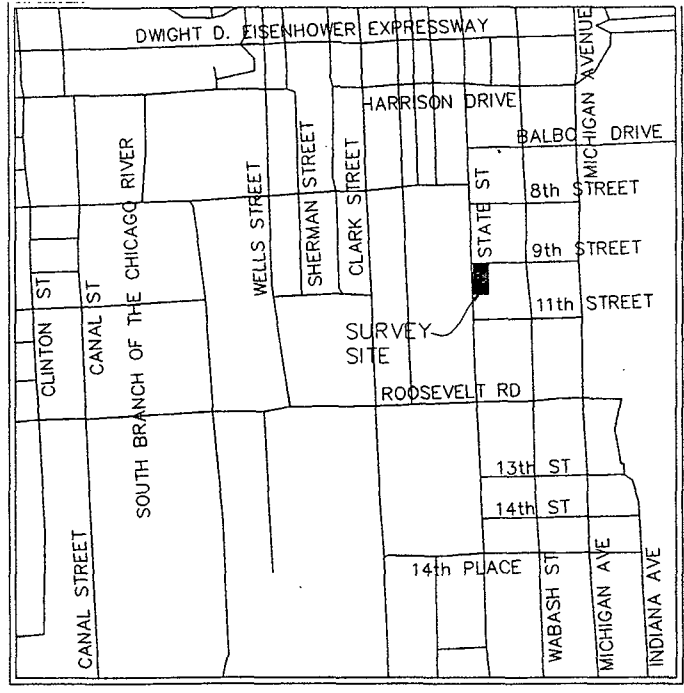 DWIGHT D. EISENHOWER EXPRESSWAY
MICHIGAN AVENUE
HARRISON DRIVE
BALBO DRIVE
8th STREET
9th STREET
11th STREET
STATE ST
CLARK STREET
SHERMAN STREET
WELLS STREET
SOUTH BRANCH OF THE CHICAGO RIVER
CANAL ST
CLINTON ST
SURVEY
SITE
ROOSEVELT RD
13th ST
14th ST
14th PLACE
CANAL STREET
WABASH ST
MICHIGAN AVE
INDIANA AVE